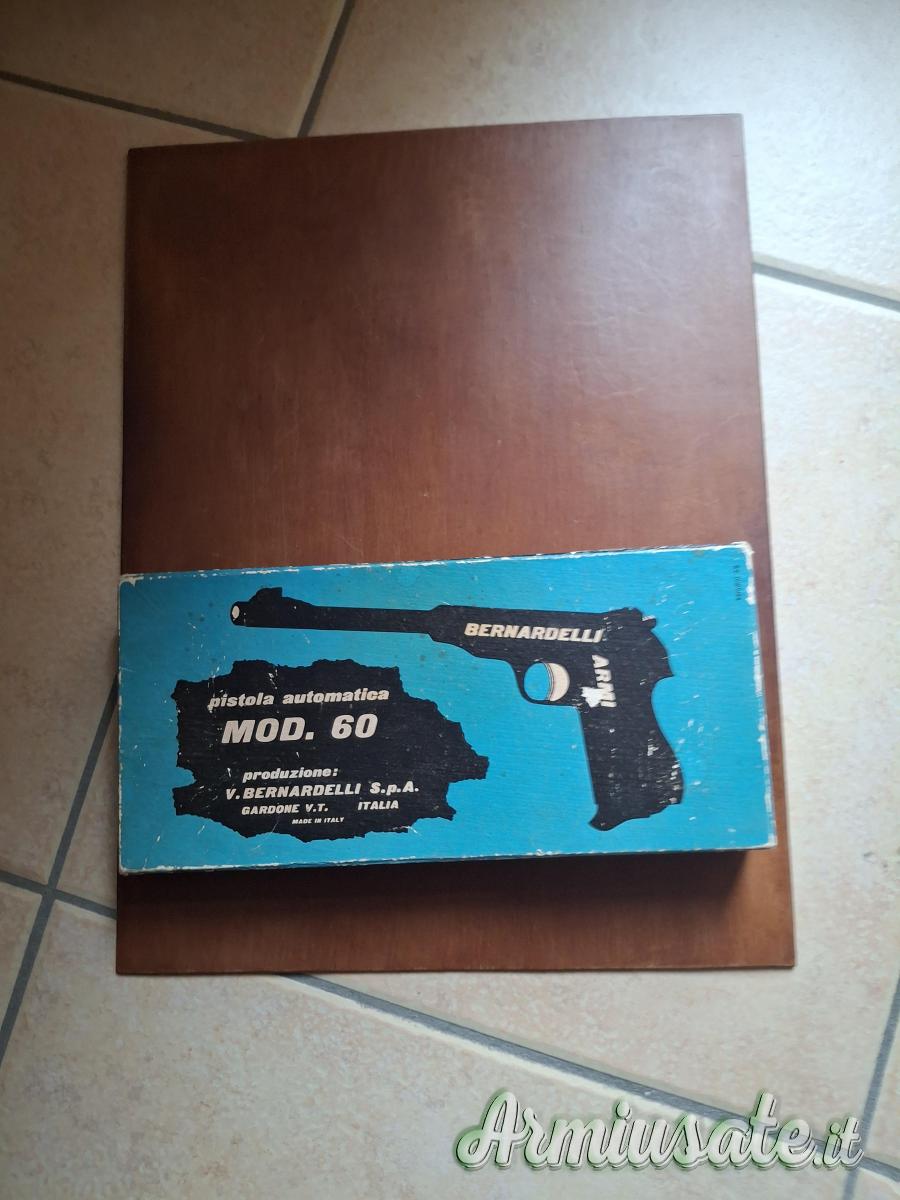 BERNARDELLI
ARMI
pistola automatica
MOD. 60
produzione:
V. BERNARDELLI S.p.A.
GARDONE V.T. ITALIA
MADE IN ITALY
Armiusate.it